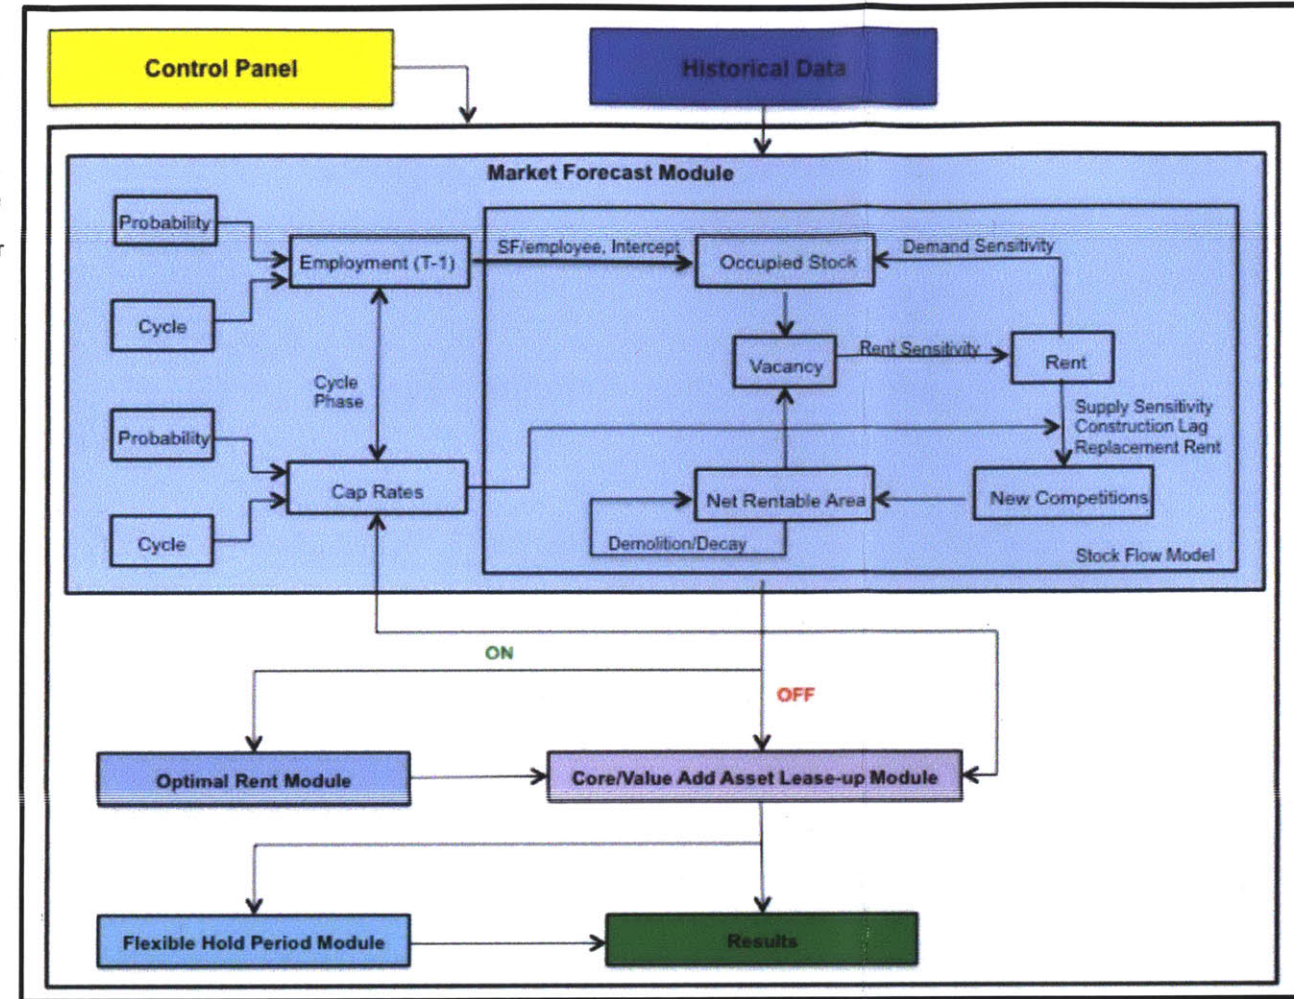 Control Panel
Historical Data
Market Forecast Module
Probability
Employment (T-1)
SF/employee, Intercept
Occupied Stock
Demand Sensitivity
Cycle
Vacancy
Rent Sensitivity
Rent
Cycle
Phase
Probability
Supply Sensitivity
Construction Lag
Replacement Rent
Cap Rates
Net Rentable Area
New Competitions
Cycle
Demolition/Decay
Stock Flow Model
ON
OFF
Optimal Rent Module
Core/Value Add Asset Lease-up Module
Flexible Hold Period Module
Results